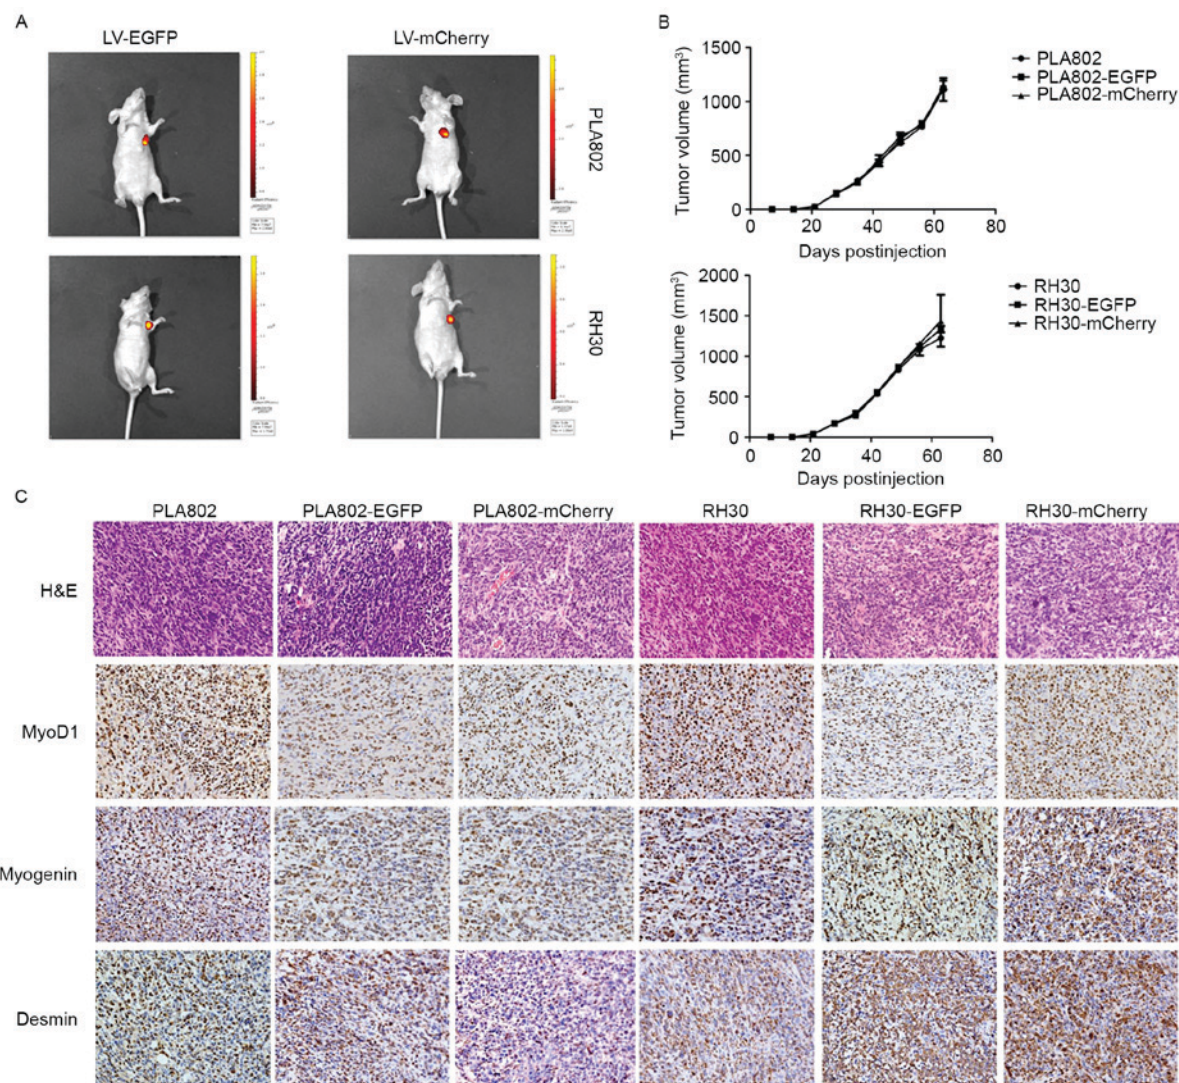 A
LV-EGFP
LV-mCherry
PLA802
RH30
B
1500
1000
500
0
Tumor volume (mm³)
0 20 40 60 80
Days postinjection
PLA802
PLA802-EGFP
PLA802-mCherry
2000
1500
1000
500
0
Tumor volume (mm³)
0 20 40 60 80
Days postinjection
RH30
RH30-EGFP
RH30-mCherry
C
PLA802 PLA802-EGFP PLA802-mCherry RH30 RH30-EGFP RH30-mCherry
H&E
MyoD1
Myogenin
Desmin